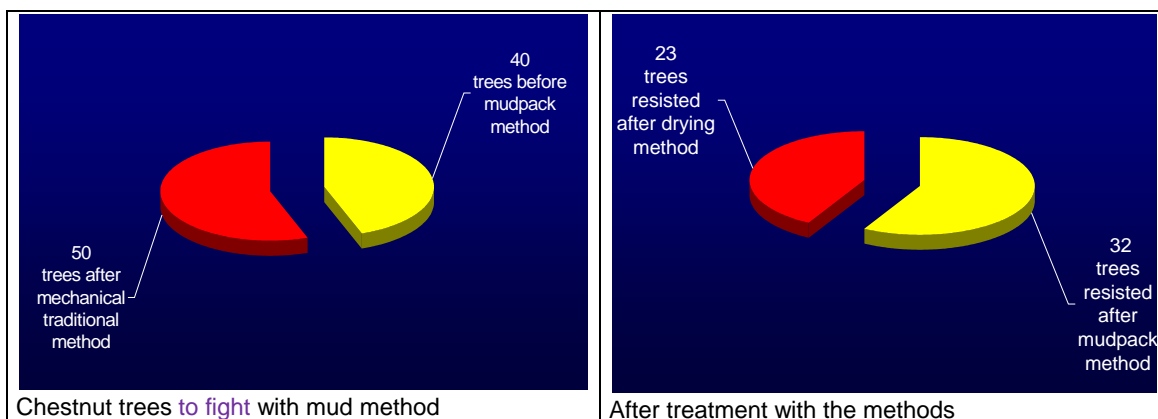 40
trees before
mudpack
method
50
trees after
mechanical
traditional
method
Chestnut trees to fight with mud method
23
trees
resisted
after drying
method
32
trees
resisted
after
mudpack
method
After treatment with the methods